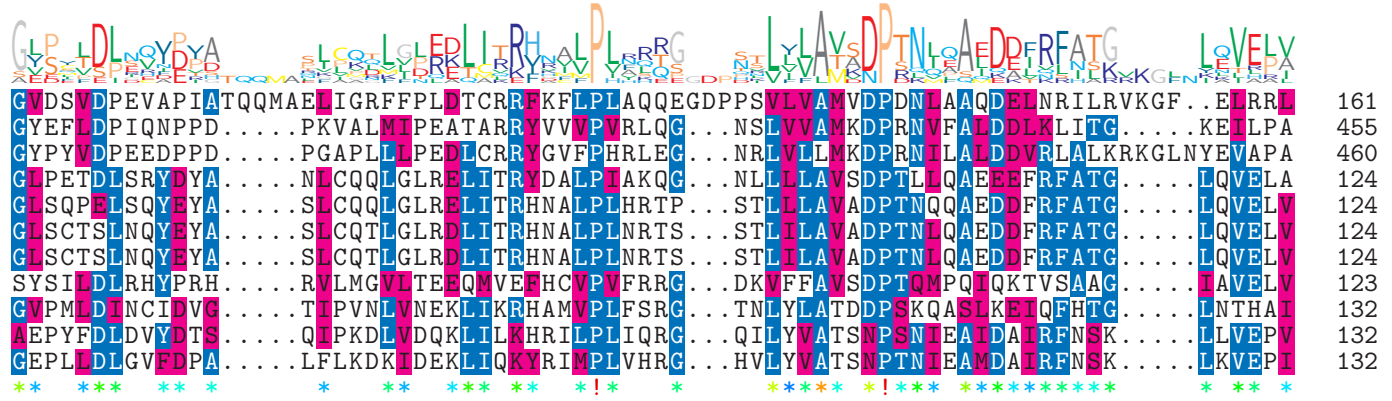 GVDSVDPEVAPIATQQMAELIGRFFPLDTCRRFKFLPLAQQEGDPPSVLVAMVDPDNLAAQDELNRILRVKGF..ELRRL 161
GYEFLDPIQNPPD.....PKVALMIPEATARRYVVVPVRLQG...NSLVVAMKDPRNVFALDDLKLITG.....KEILPA 455
GYPYVDPEEDPPD.....PGAPLLLPEDLCRRYGVFPHRLEG...NRLVLLMKDPRNILALDDVRLALKRKGLNYEVAPA 460
GLPETDLSRYDYA.....NLCQQLGLRELITRYDALPIAKQG...NLLLLAVSDPTLLQAEEEFRFATG.....LQVELA 124
GLSQPELSQYEYA.....SLCQQLGLRELITRHNALPLHRTP...STLLLAVADPTNQQAEDDFRFATG.....LQVELV 124
GLSCTSLNQYEYA.....SLCQTLGLRDLITRHNALPLNRTS...STLILAVADPTNLQAEDDFRFATG.....LQVELV 124
GLSCTSLNQYEYA.....SLCQTLGLRDLITRHNALPLNRTS...STLILAVADPTNLQAEDDFRFATG.....LQVELV 124
SYSILDLRHYPRH.....RVLMGVLTEEQMVEFHCVPVFRRG...DKVFFAVSDPTQMPQIQKTVSAAG.....IAVELV 123
GVPMLDINCIDVG.....TIPVNLVNEKLIKRHAMVPLFSRG...TNLYLATDDPSKQASLKEIQFHTG.....LNTHAI 132
AEPYFDLDVYDTS.....QIPKDLVDQKLILKHRILPLIQRG...QILYVATSNPSNIEAIDAIRFNSK.....LLVEPV 132
GEPLLDLGVFDPA.....LFLKDKIDEKLIQKYRIMPLVHRG...HVLYVATSNPTNIEAMDAIRFNSK.....LKVEPI 132
**  ***  ** *      *   **  *** **  *!*   *     ***** *!*** **********     * ** *